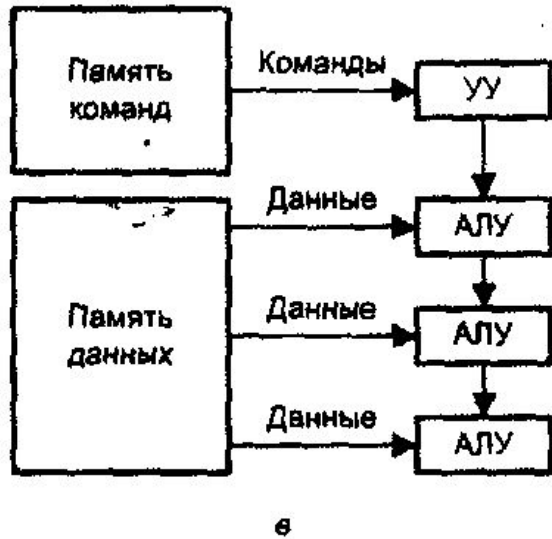 Память
команд
Команды
УУ
Данные
АЛУ
Память
данных
Данные
АЛУ
Данные
АЛУ
в